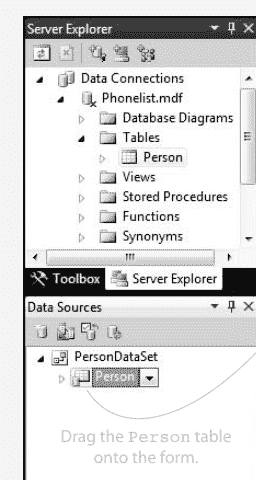 Server Explorer
Data Connections
Phonelist.mdf
Database Diagrams
Tables
Person
Views
Stored Procedures
Functions
Synonyms
Toolbox Server Explorer
Data Sources
PersonDataSet
Person
Drag the Person table
onto the form.